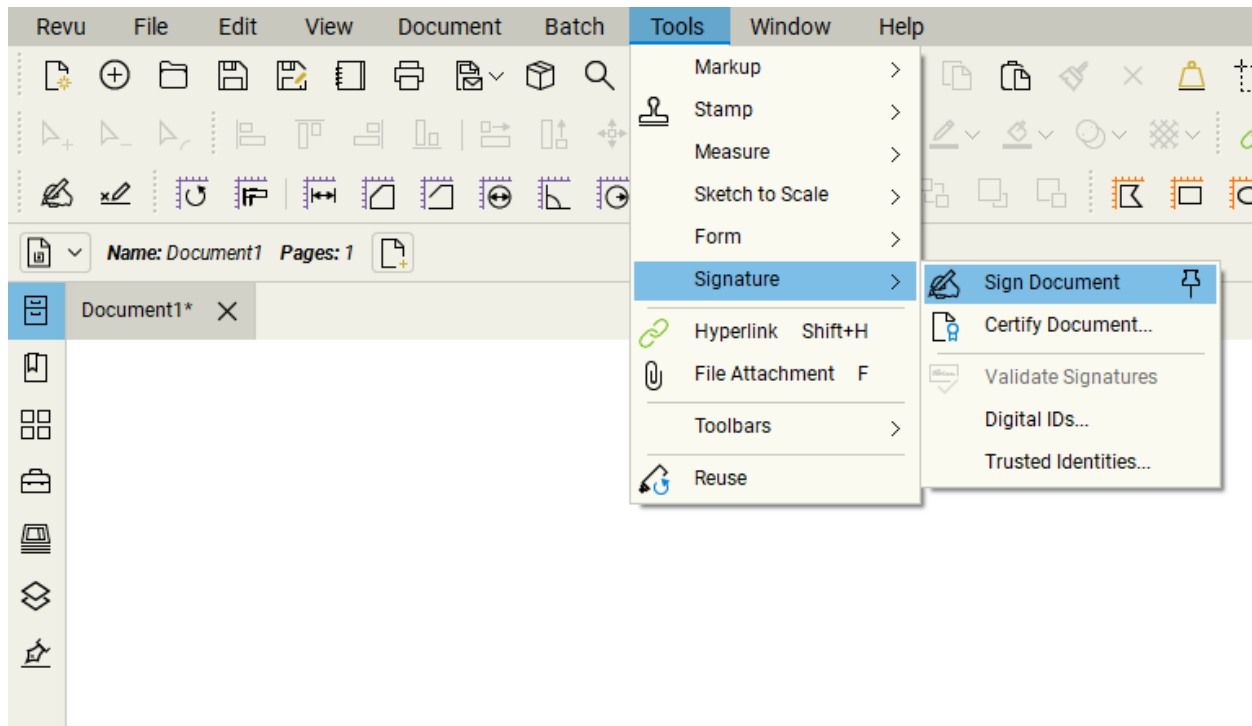 Revu File Edit View Document Batch Tools Window Help
Markup
Stamp
Measure
Sketch to Scale
Form
Signature
Hyperlink Shift+H
File Attachment F
Toolbars
Reuse
Sign Document
Certify Document...
Validate Signatures
Digital IDs...
Trusted Identities...
Name: Document1 Pages: 1
Document1*